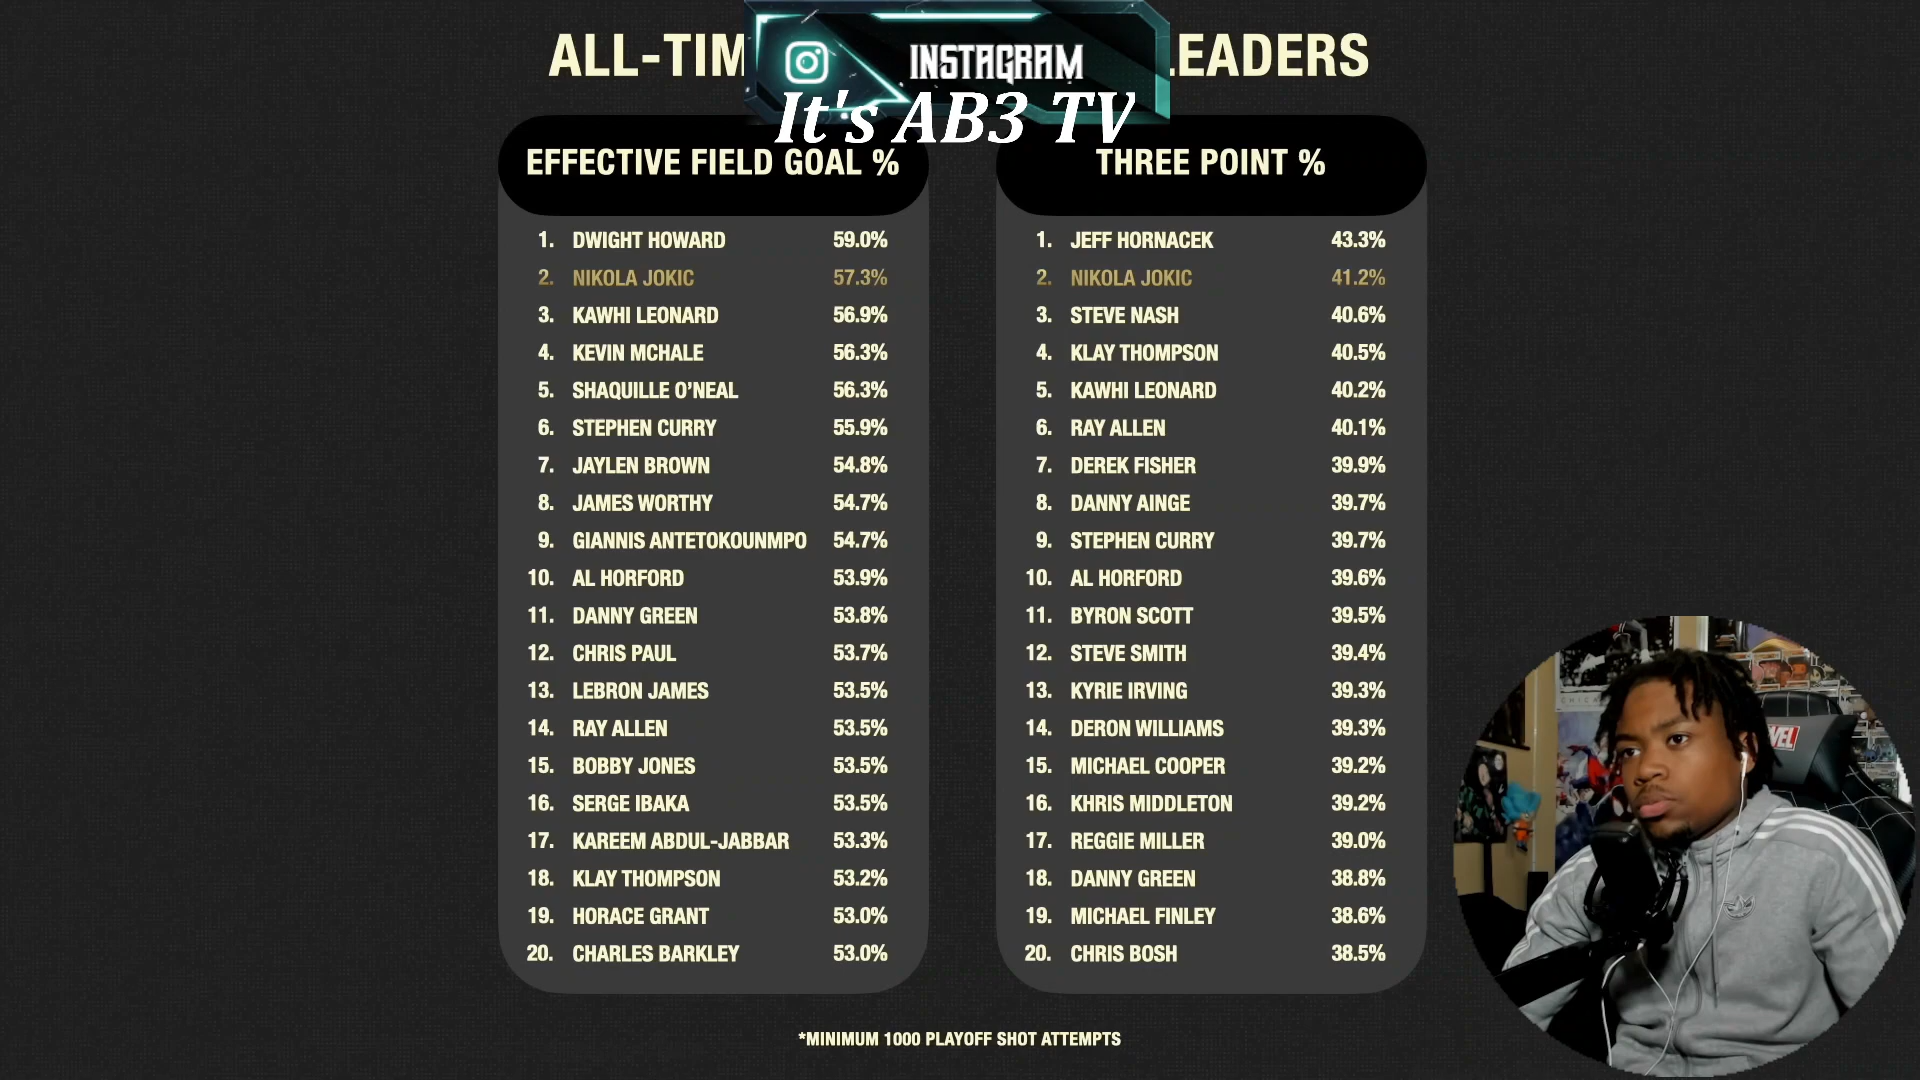 ALL-TIM
LEADERS
INSTAGRAM
It's AB3 TV
EFFECTIVE FIELD GOAL %
1. DWIGHT HOWARD 59.0%
2. NIKOLA JOKIC 57.3%
3. KAWHI LEONARD 56.9%
4. KEVIN MCHALE 56.3%
5. SHAQUILLE O’NEAL 56.3%
6. STEPHEN CURRY 55.9%
7. JAYLEN BROWN 54.8%
8. JAMES WORTHY 54.7%
9. GIANNIS ANTETOKOUNMPO 54.7%
10. AL HORFORD 53.9%
11. DANNY GREEN 53.8%
12. CHRIS PAUL 53.7%
13. LEBRON JAMES 53.5%
14. RAY ALLEN 53.5%
15. BOBBY JONES 53.5%
16. SERGE IBAKA 53.5%
17. KAREEM ABDUL-JABBAR 53.3%
18. KLAY THOMPSON 53.2%
19. HORACE GRANT 53.0%
20. CHARLES BARKLEY 53.0%
THREE POINT %
1. JEFF HORNACEK 43.3%
2. NIKOLA JOKIC 41.2%
3. STEVE NASH 40.6%
4. KLAY THOMPSON 40.5%
5. KAWHI LEONARD 40.2%
6. RAY ALLEN 40.1%
7. DEREK FISHER 39.9%
8. DANNY AINGE 39.7%
9. STEPHEN CURRY 39.7%
10. AL HORFORD 39.6%
11. BYRON SCOTT 39.5%
12. STEVE SMITH 39.4%
13. KYRIE IRVING 39.3%
14. DERON WILLIAMS 39.3%
15. MICHAEL COOPER 39.2%
16. KHRIS MIDDLETON 39.2%
17. REGGIE MILLER 39.0%
18. DANNY GREEN 38.8%
19. MICHAEL FINLEY 38.6%
20. CHRIS BOSH 38.5%
*MINIMUM 1000 PLAYOFF SHOT ATTEMPTS